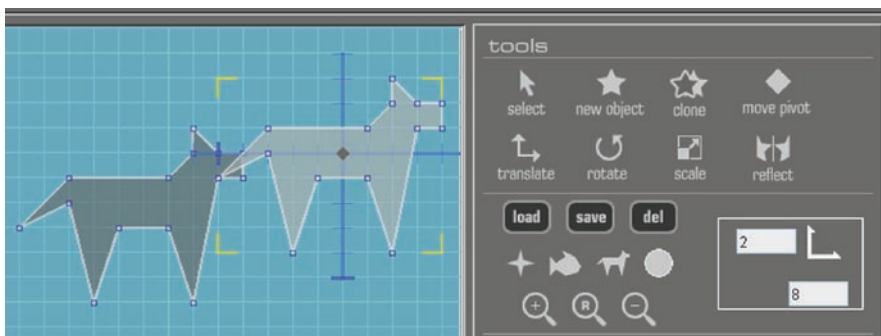 tools
select new object clone move pivot
translate rotate scale reflect
load save del
2
R
8